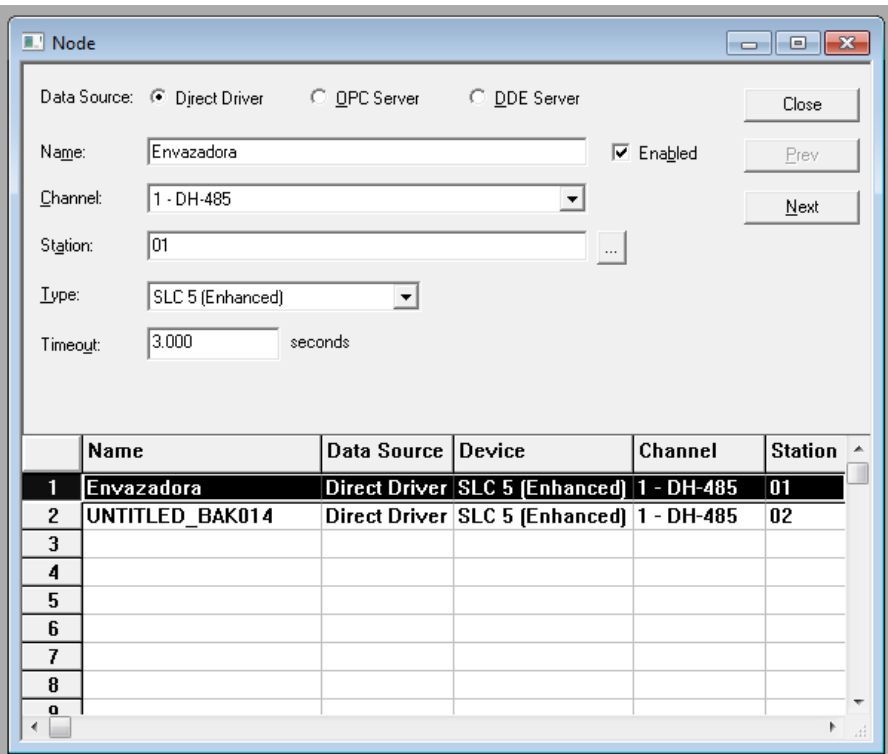 Node
Data Source: Direct Driver OPC Server DDE Server Close
Name: Envazadora Enabled Prev
Channel: 1 - DH-485 Next
Station: 01 ...
Type: SLC 5 (Enhanced)
Timeout: 3.000 seconds
Name Data Source Device Channel Station
1 Envazadora Direct Driver SLC 5 (Enhanced) 1 - DH-485 01
2 UNTITLED_BAK014 Direct Driver SLC 5 (Enhanced) 1 - DH-485 02
3
4
5
6
7
8
9